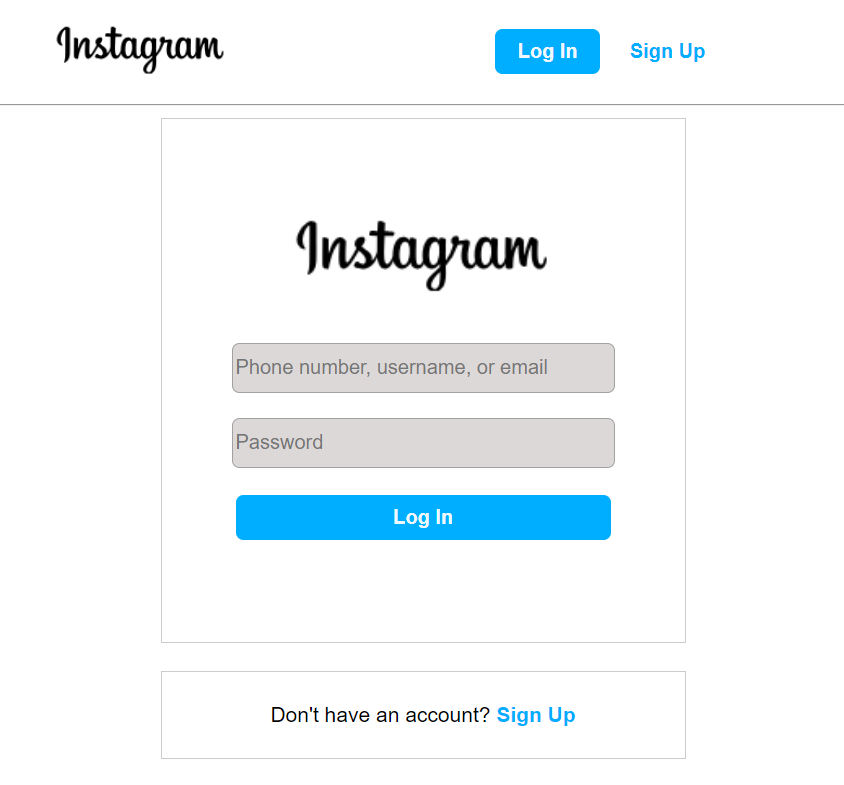 Instagram Log In Sign Up
Instagram
Phone number, username, or email
Password
Log In
Don't have an account? Sign Up